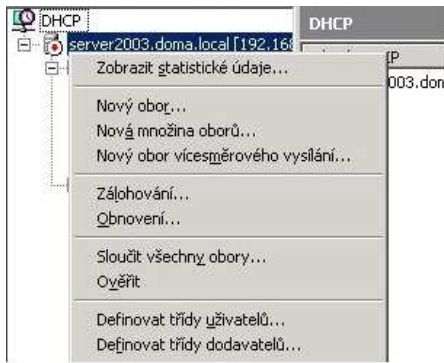 DHCP
DHCP
server2003.doma.local [192.168
Zobrazit statistické údaje...
003.don
Nový obor...
Nová množina oborů...
Nový obor vícesměrového vysílání...
Zálohování...
Obnovení...
Sloučit všechny obory...
Ověřit
Definovat třídy uživatelů...
Definovat třídy dodavatelů...